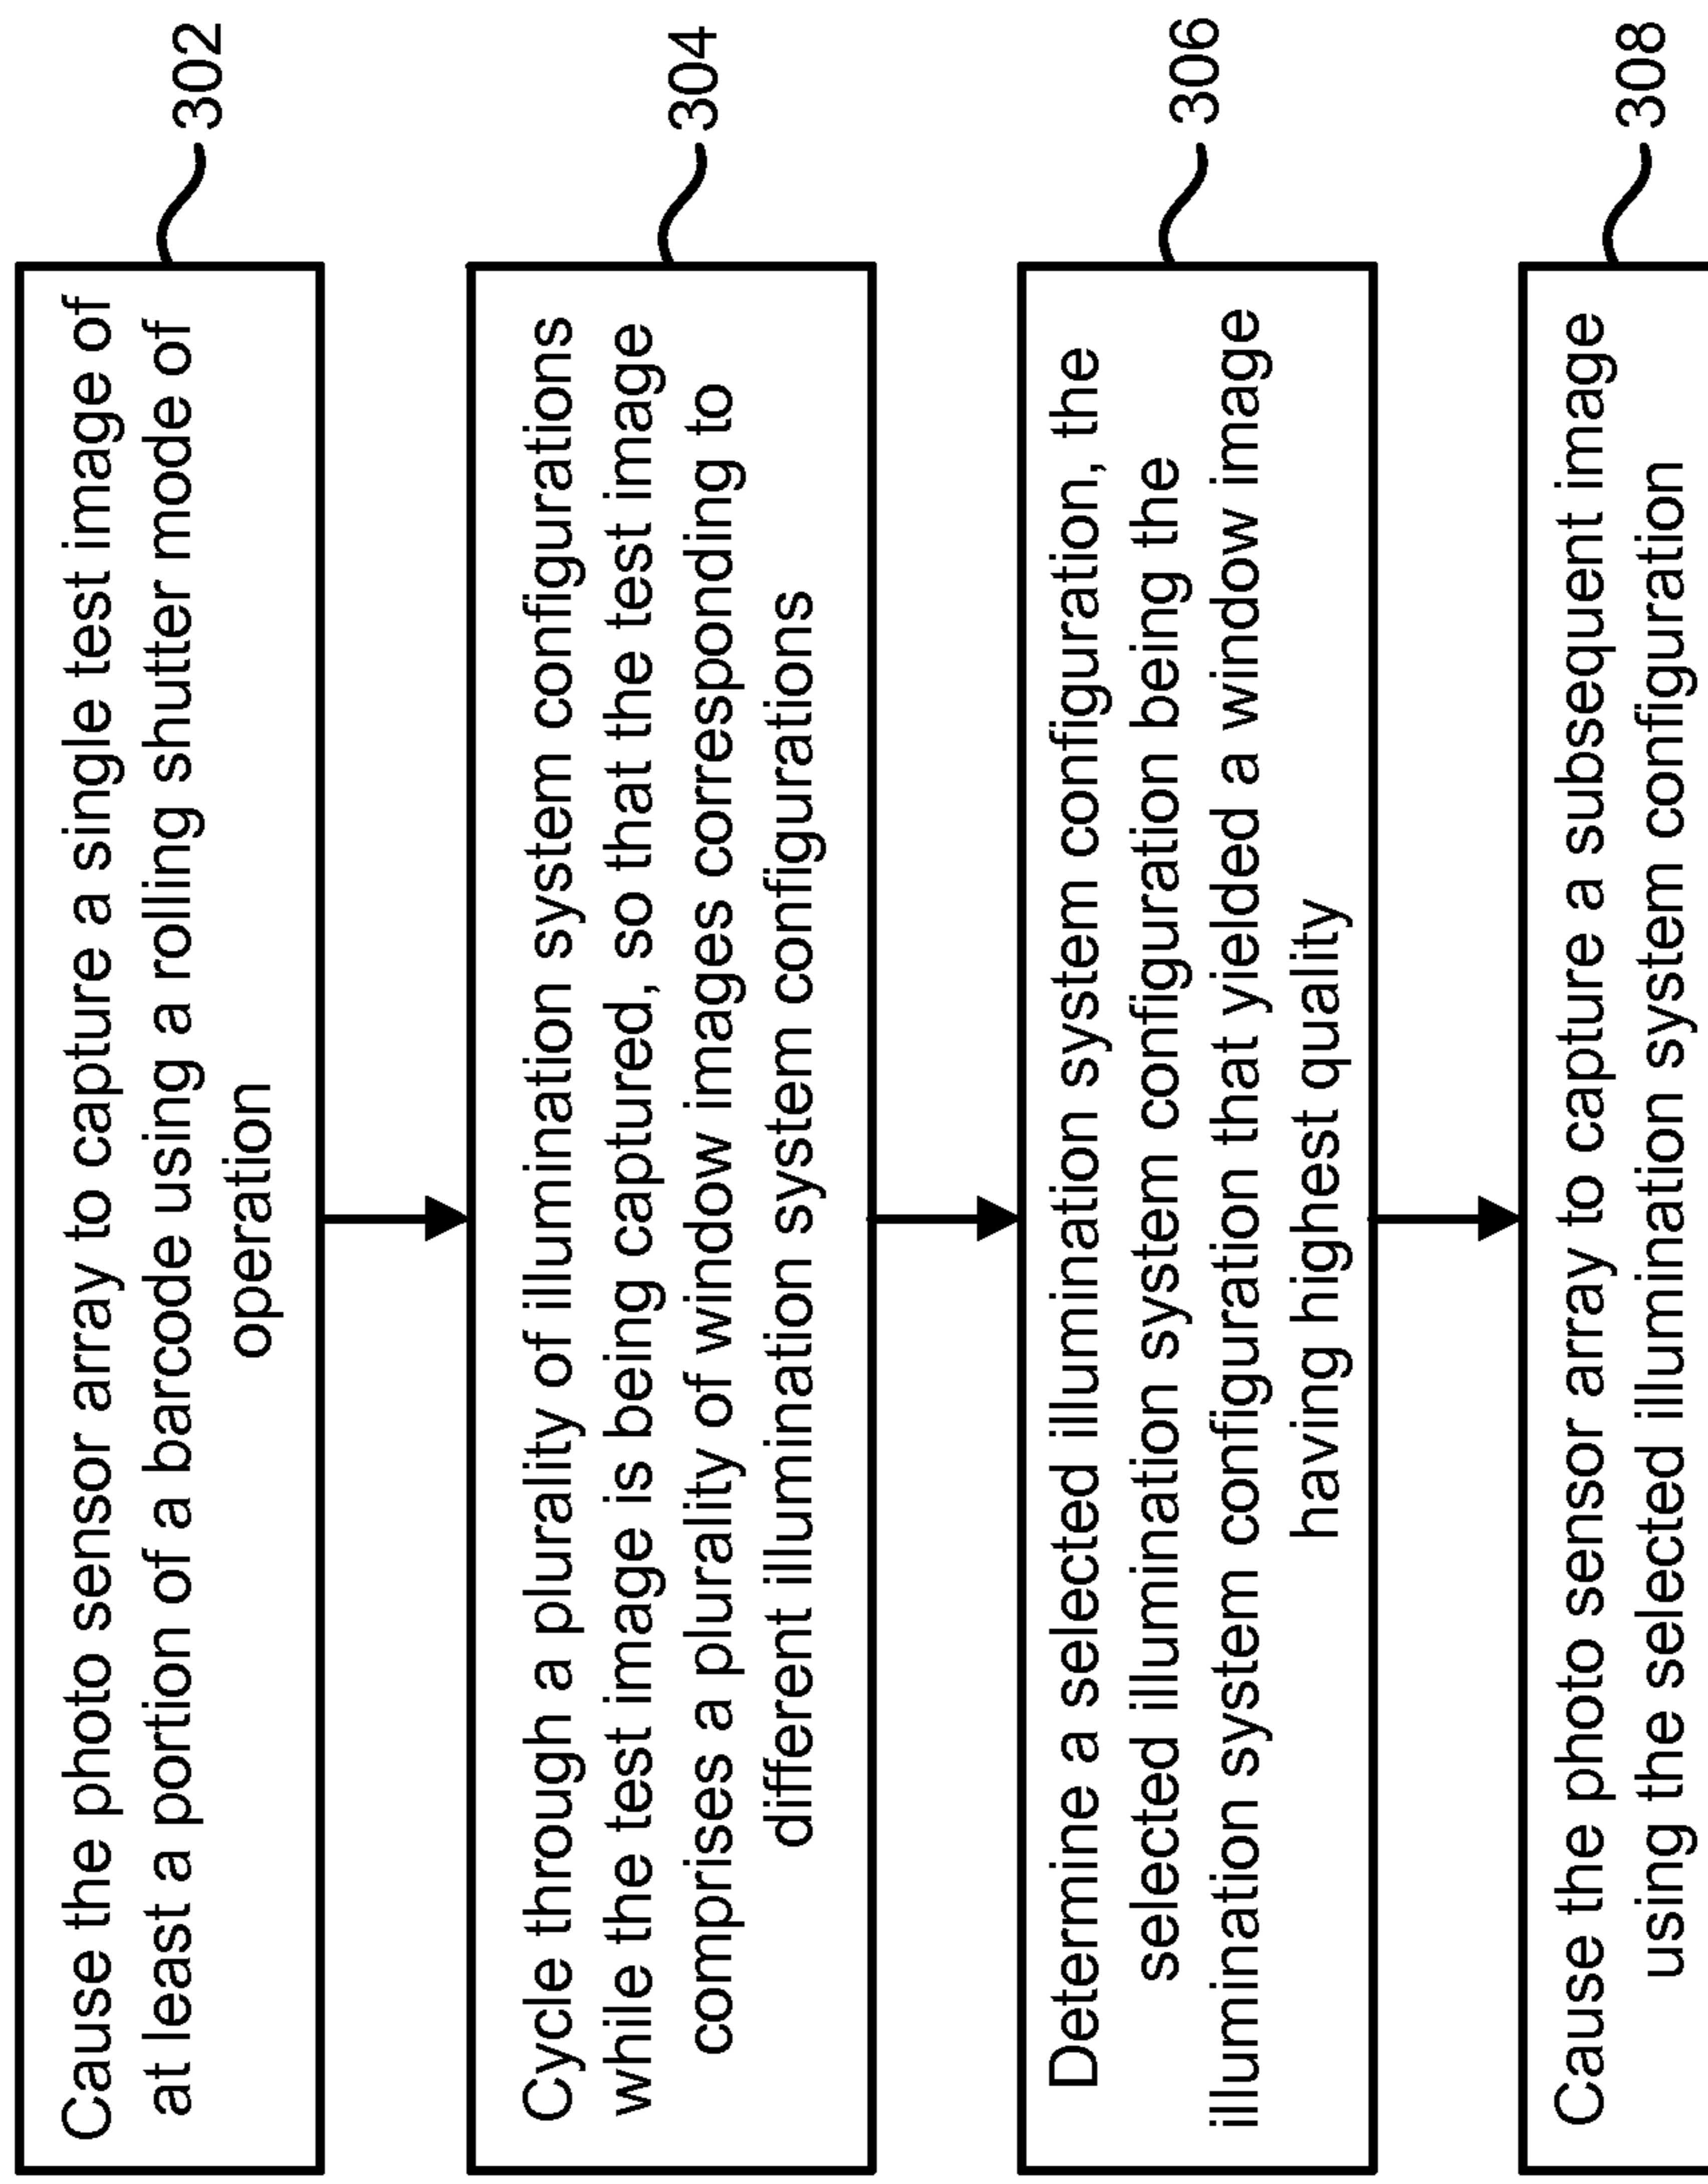 Cause the photo sensor array to capture a single test image of
at least a portion of a barcode using a rolling shutter mode of
operation
302
Cycle through a plurality of illumination system configurations
while the test image is being captured, so that the test image
comprises a plurality of window images corresponding to
different illumination system configurations
304
Determine a selected illumination system configuration, the
selected illumination system configuration being the
illumination system configuration that yielded a window image
having highest quality
306
Cause the photo sensor array to capture a subsequent image
using the selected illumination system configuration
308